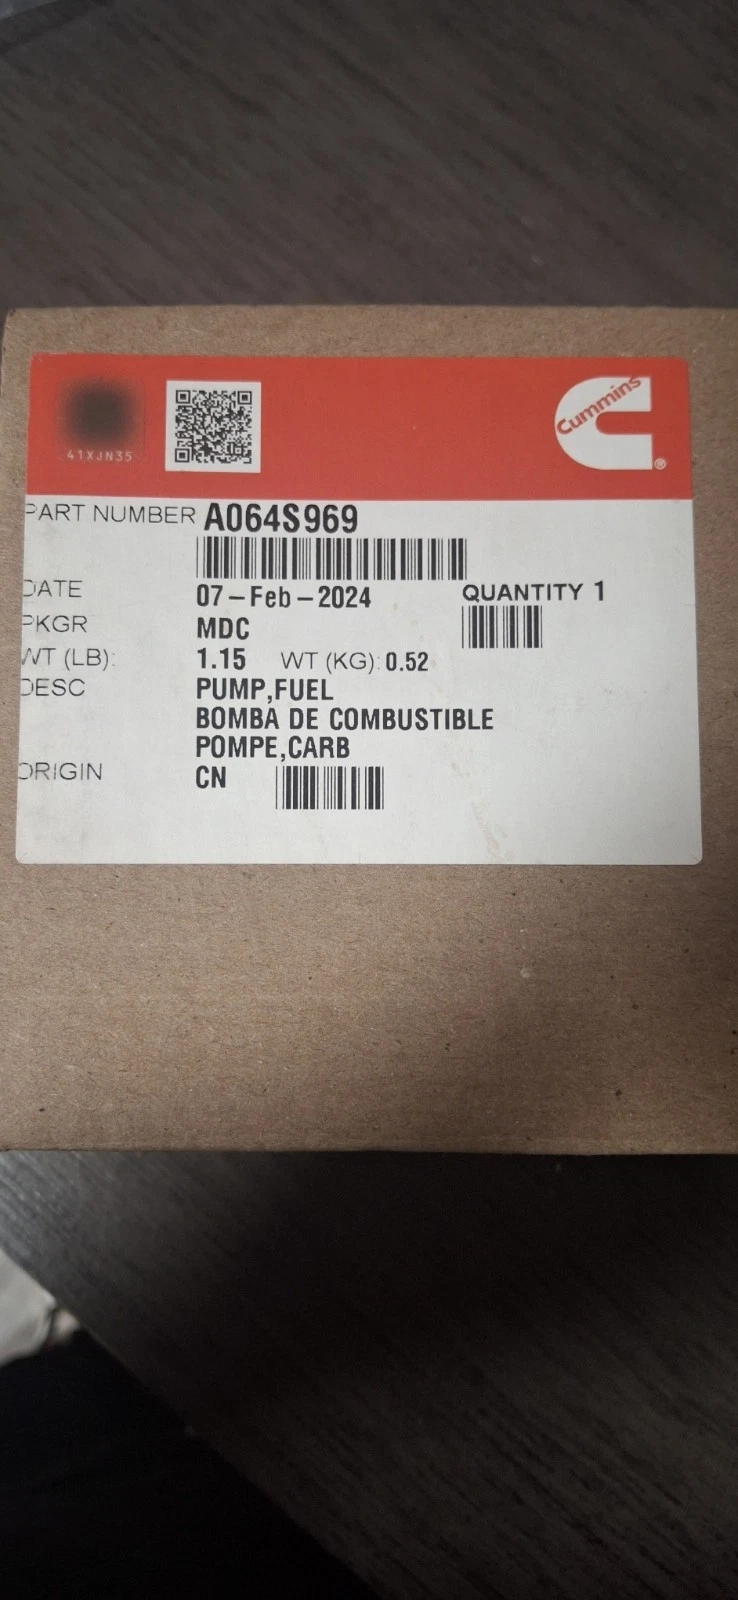 41XJN35
Cummins
®
PART NUMBER A064S969
DATE 07-Feb-2024 QUANTITY 1
PKGR MDC
WT (LB): 1.15 WT (KG): 0.52
DESC PUMP,FUEL
BOMBA DE COMBUSTIBLE
POMPE,CARB
ORIGIN CN